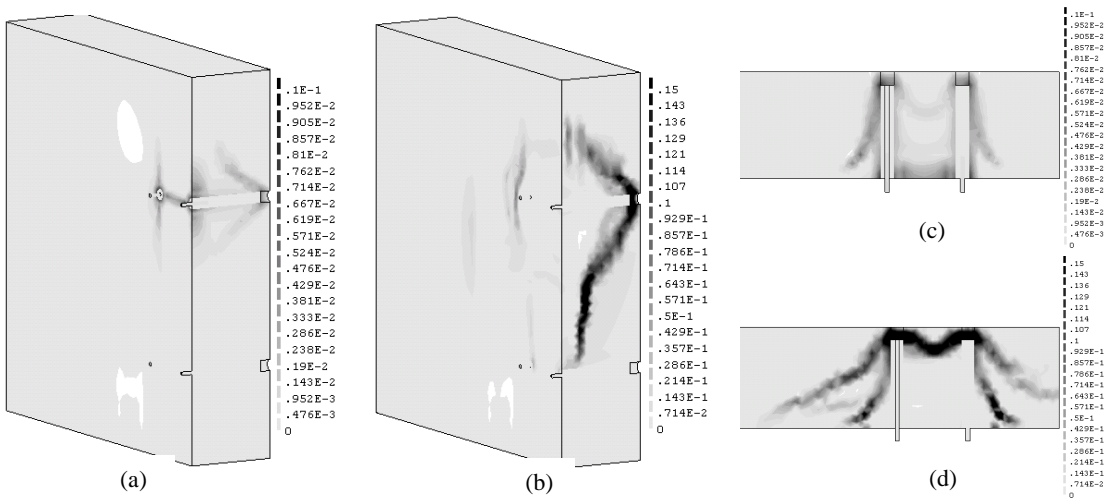 .1E-1
.952E-2
.905E-2
.857E-2
.81E-2
.762E-2
.714E-2
.667E-2
.619E-2
.571E-2
.524E-2
.476E-2
.429E-2
.381E-2
.333E-2
.286E-2
.238E-2
.19E-2
.143E-2
.952E-3
.476E-3
0
(a)
.15
.143
.136
.129
.121
.114
.107
.1
.929E-1
.857E-1
.786E-1
.714E-1
.643E-1
.571E-1
.5E-1
.429E-1
.357E-1
.286E-1
.214E-1
.143E-1
.714E-2
0
(b)
.1E-1
.952E-2
.905E-2
.857E-2
.81E-2
.762E-2
.714E-2
.667E-2
.619E-2
.571E-2
.524E-2
.476E-2
.429E-2
.381E-2
.333E-2
.286E-2
.238E-2
.19E-2
.143E-2
.952E-3
.476E-3
0
(c)
.15
.143
.136
.129
.121
.114
.107
.1
.929E-1
.857E-1
.786E-1
.714E-1
.643E-1
.571E-1
.5E-1
.429E-1
.357E-1
.286E-1
.214E-1
.143E-1
.714E-2
0
(d)